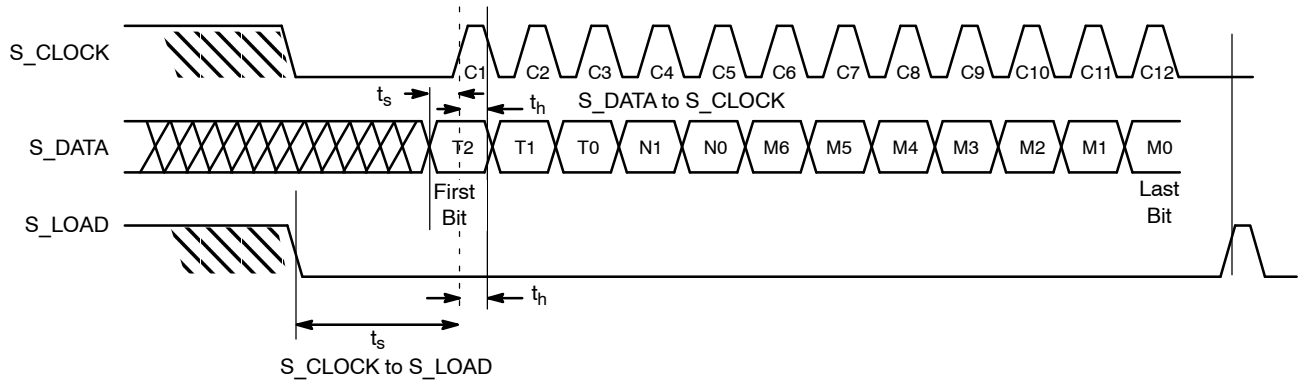 S_CLOCK
C1 C2 C3 C4 C5 C6 C7 C8 C9 C10 C11 C12
ts
th
S_DATA to S_CLOCK
S_DATA
T2 T1 T0 N1 N0 M6 M5 M4 M3 M2 M1 M0
First
Bit
Last
Bit
S_LOAD
th
ts
S_CLOCK to S_LOAD